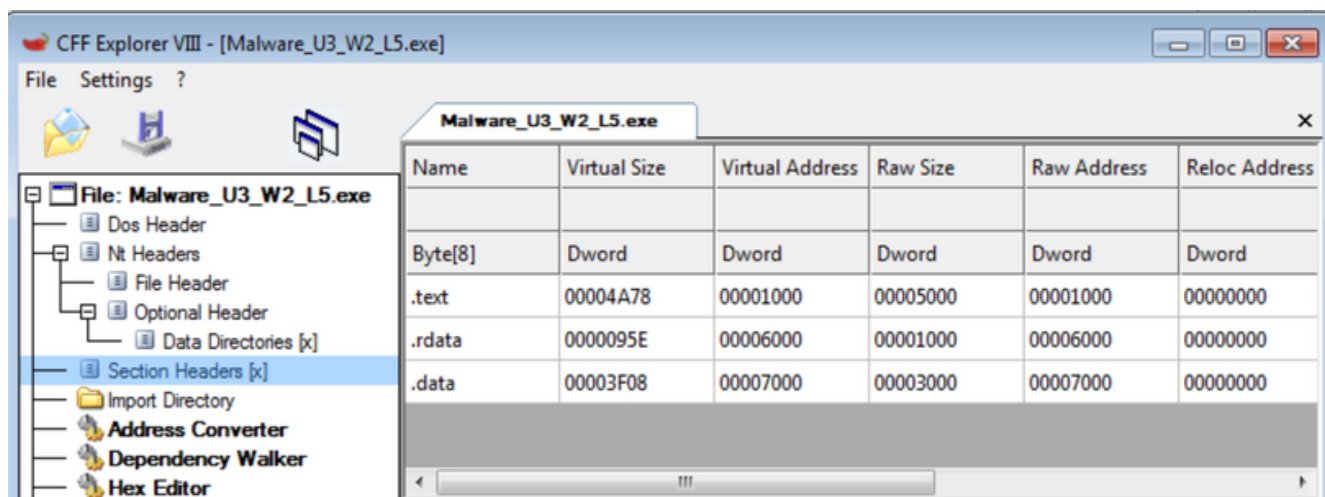 CFF Explorer VIII - [Malware_U3_W2_L5.exe]
File Settings ?
Malware_U3_W2_L5.exe
File: Malware_U3_W2_L5.exe
Dos Header
Nt Headers
File Header
Optional Header
Data Directories [x]
Section Headers [x]
Import Directory
Address Converter
Dependency Walker
Hex Editor
Name Virtual Size Virtual Address Raw Size Raw Address Reloc Address
Byte[8] Dword Dword Dword Dword Dword
.text 00004A78 00001000 00005000 00001000 00000000
.rdata 0000095E 00006000 00001000 00006000 00000000
.data 00003F08 00007000 00003000 00007000 00000000